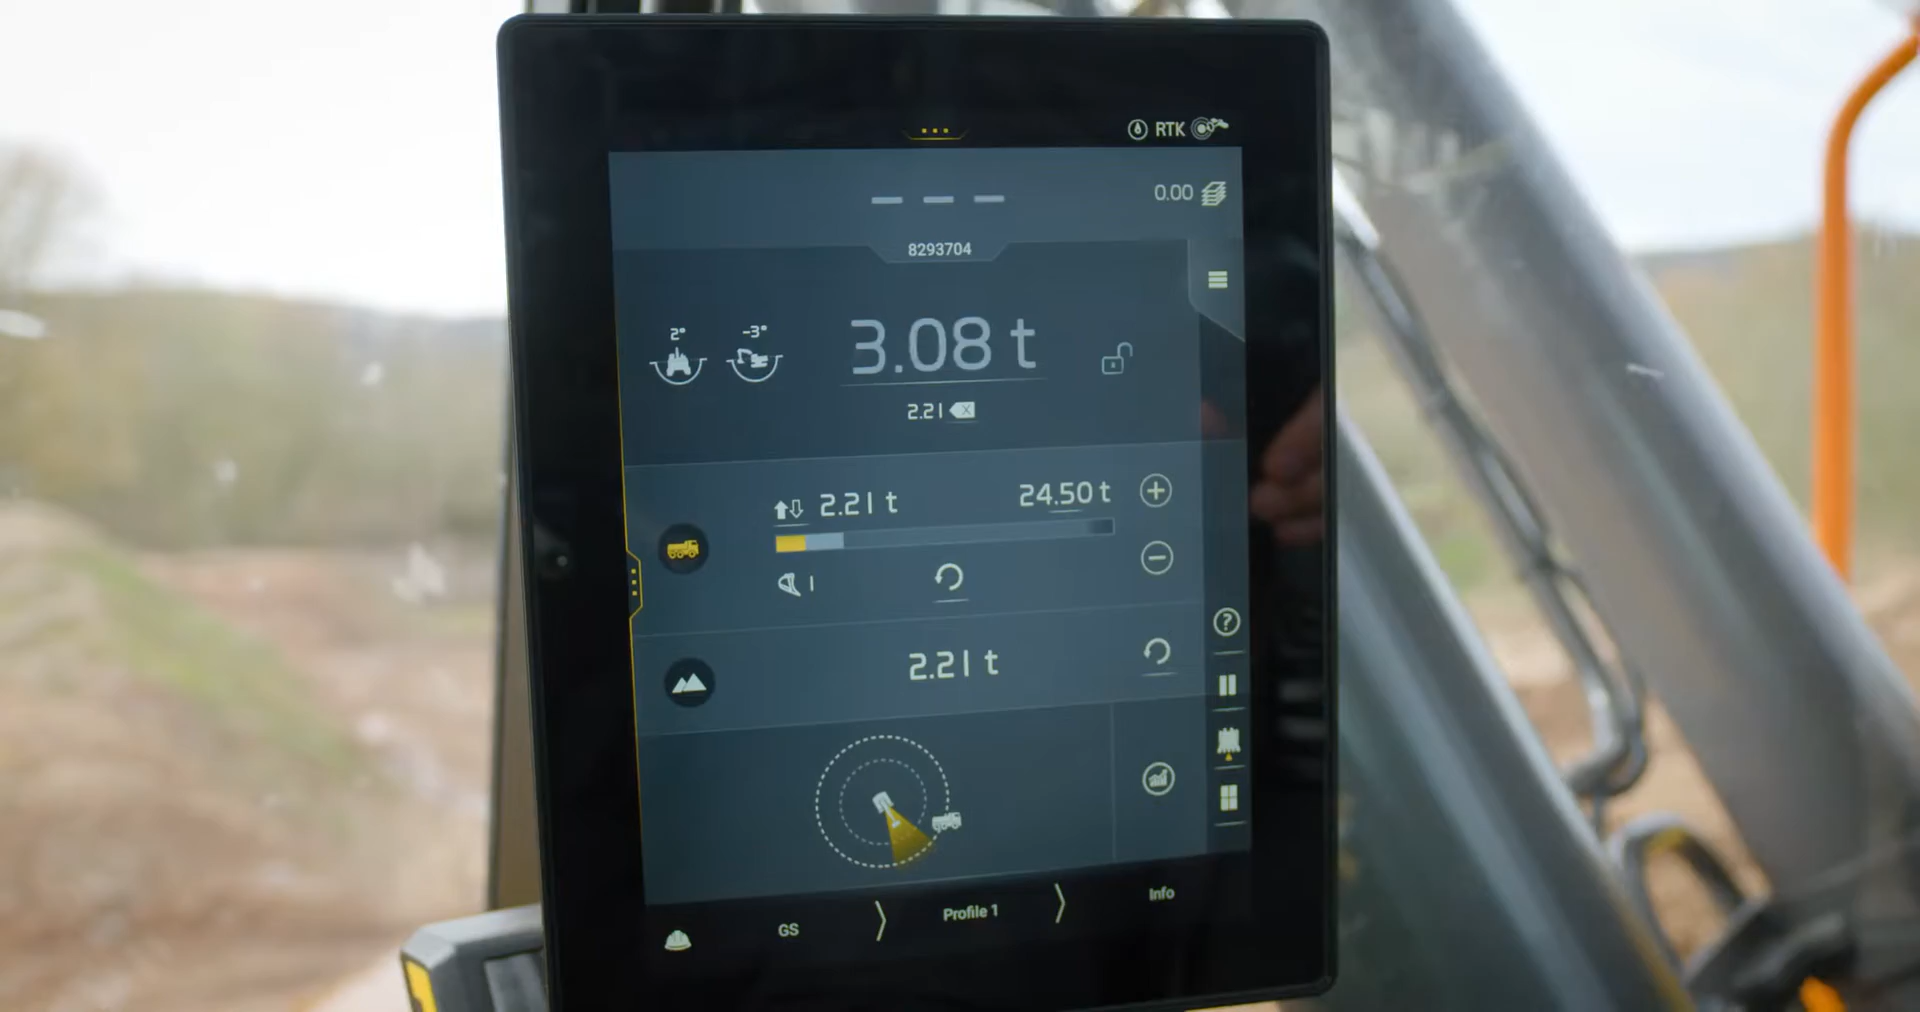 RTK
0.00
8293704
2° -3° 3.08 t
2.21 X
2.21 t 24.50 t
1
2.21 t
GS Profile 1 Info